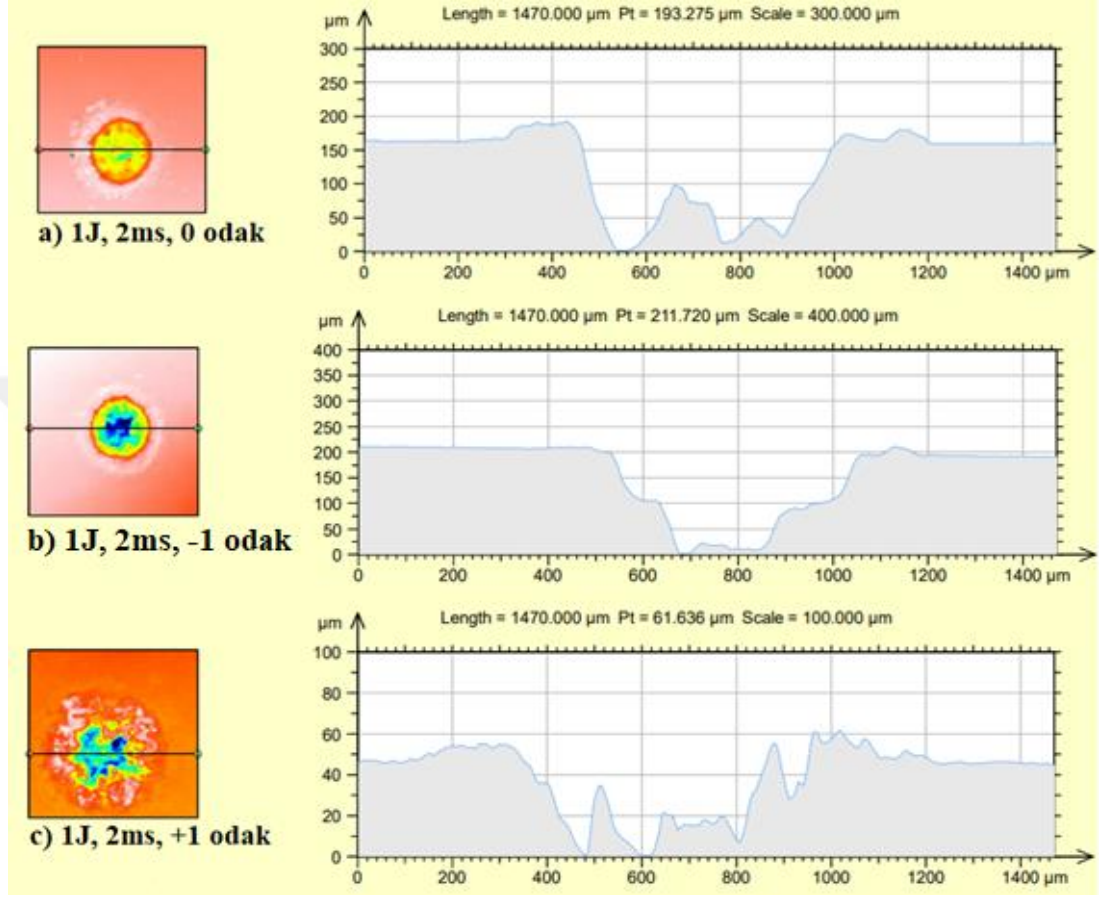 Length = 1470.000 µm Pt = 193.275 µm Scale = 300.000 µm
µm
300
250
200
150
100
50
0
0 200 400 600 800 1000 1200 1400 µm
a) 1J, 2ms, 0 odak
Length = 1470.000 µm Pt = 211.720 µm Scale = 400.000 µm
µm
400
350
300
250
200
150
100
50
0
0 200 400 600 800 1000 1200 1400 µm
b) 1J, 2ms, -1 odak
Length = 1470.000 µm Pt = 61.636 µm Scale = 100.000 µm
µm
100
80
60
40
20
0
0 200 400 600 800 1000 1200 1400 µm
c) 1J, 2ms, +1 odak